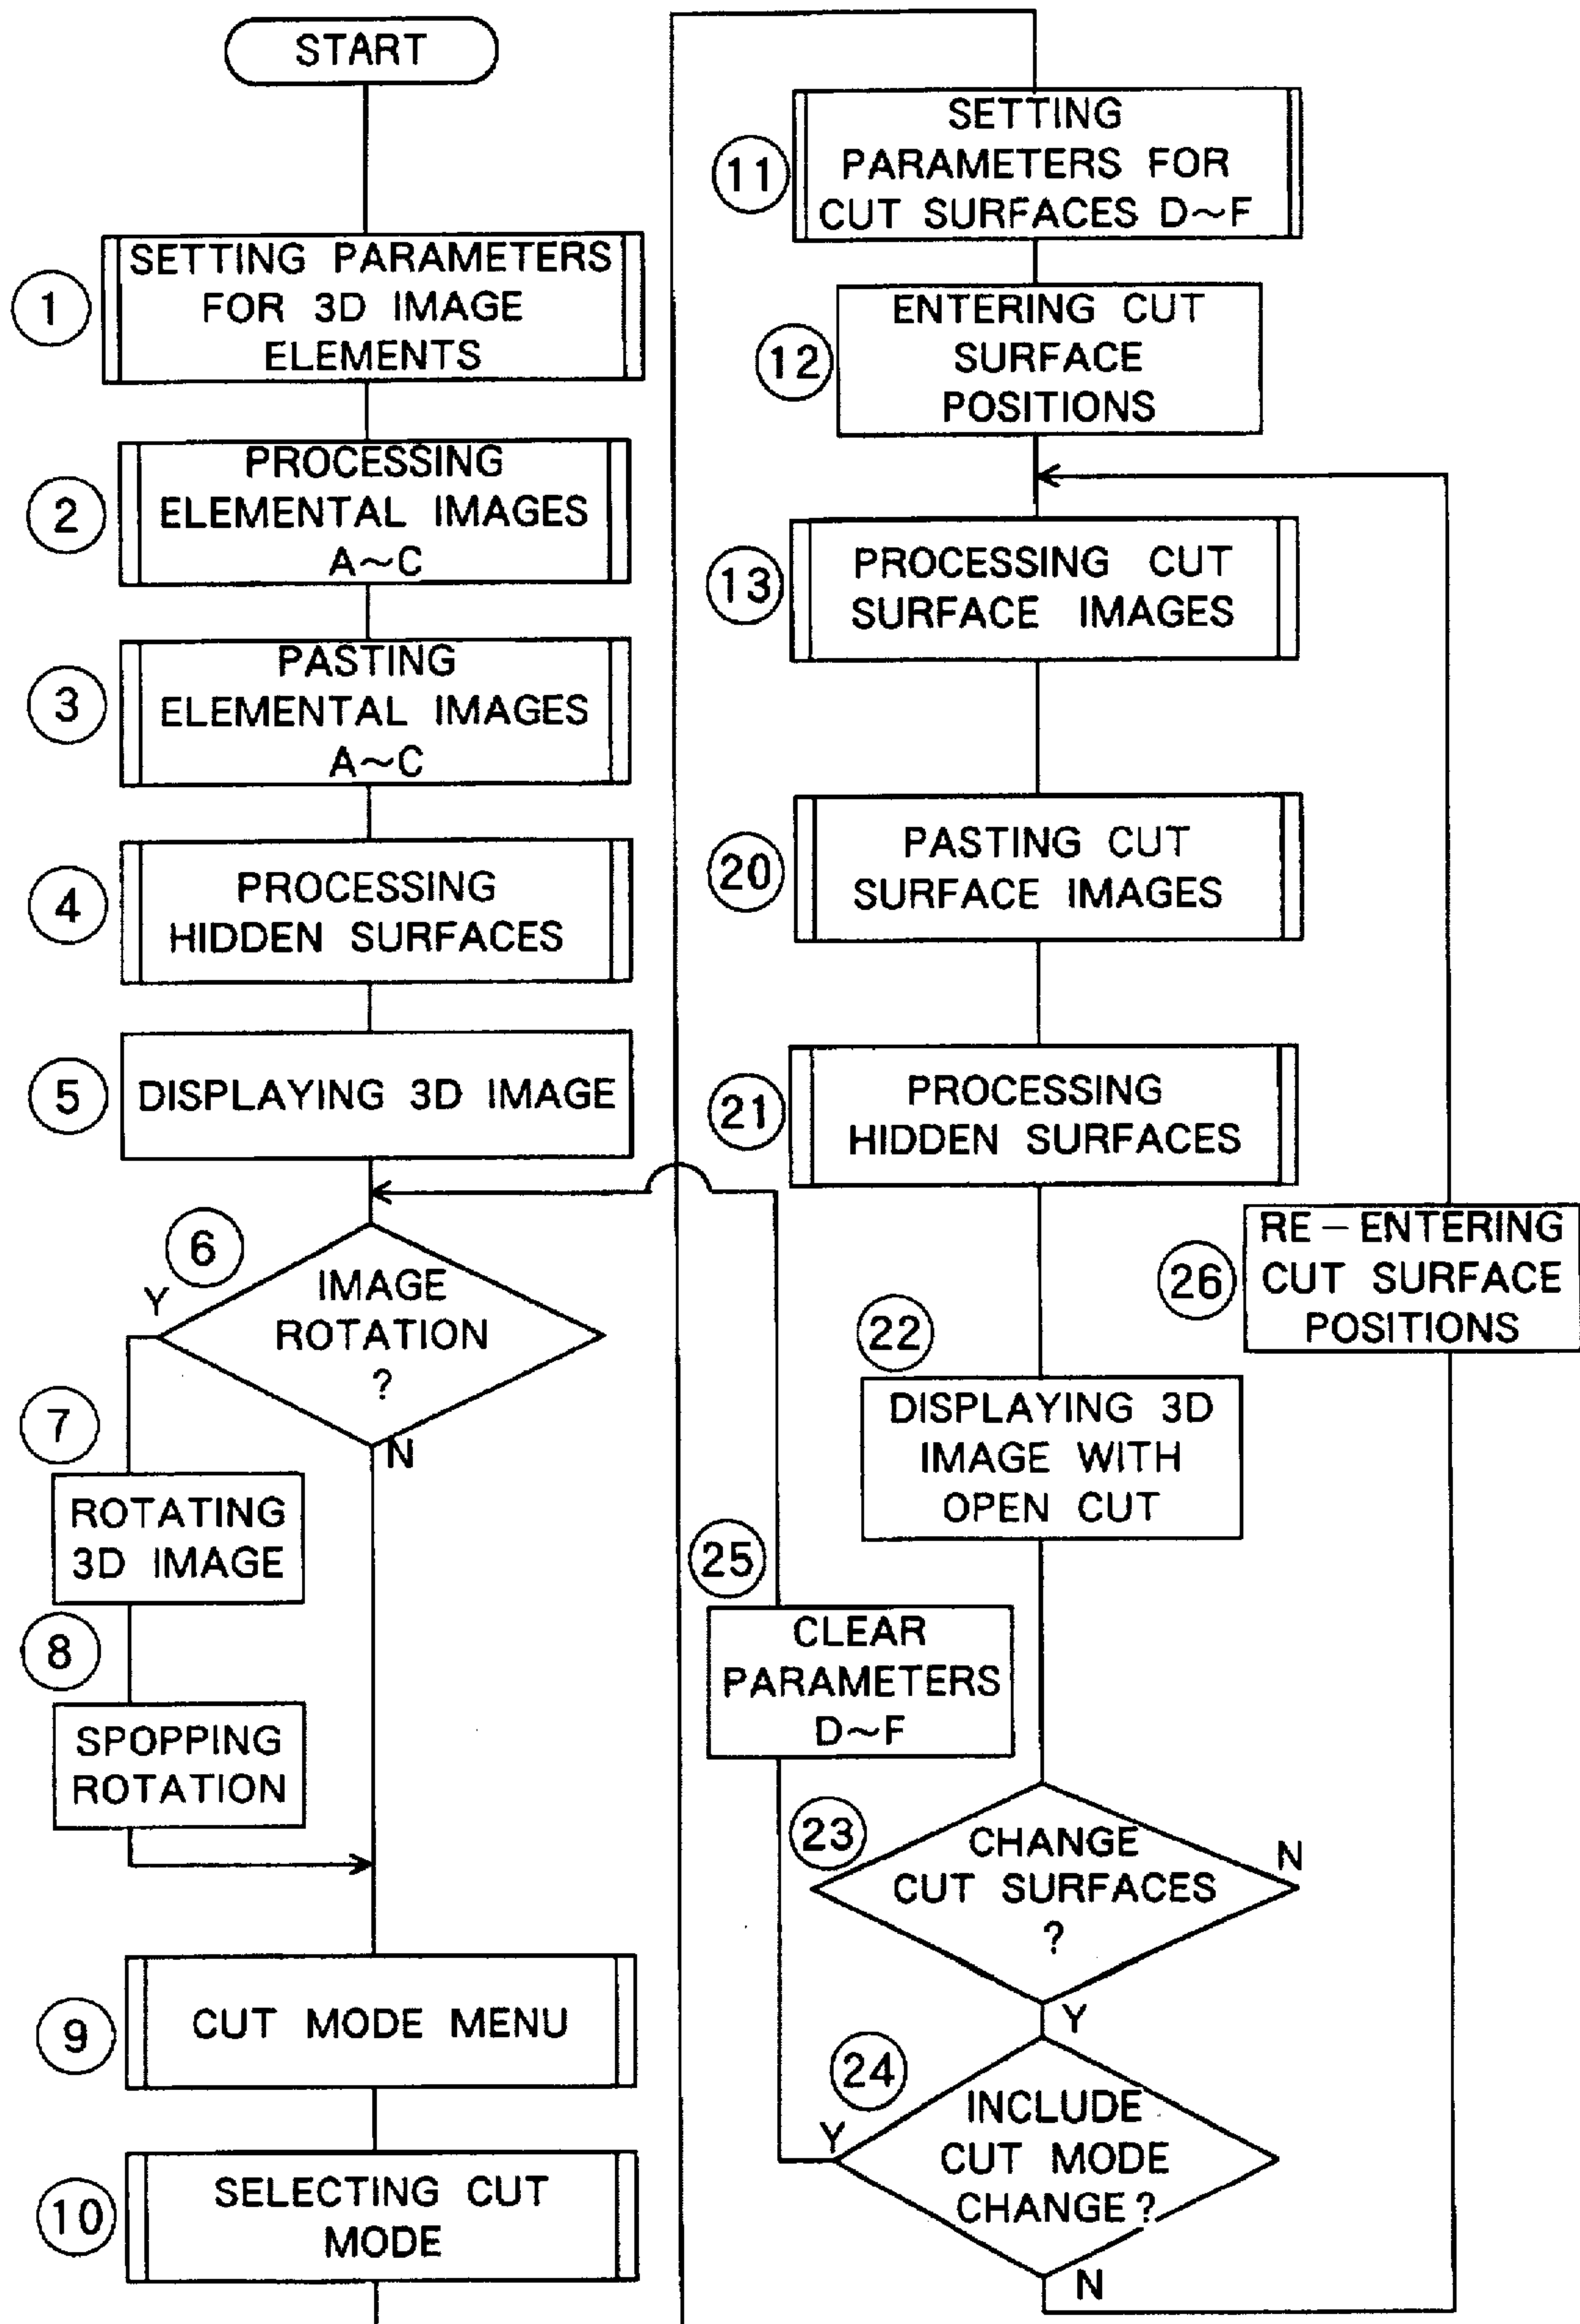 START
1
SETTING PARAMETERS
FOR 3D IMAGE
ELEMENTS
2
PROCESSING
ELEMENTAL IMAGES
A~C
3
PASTING
ELEMENTAL IMAGES
A~C
4
PROCESSING
HIDDEN SURFACES
5
DISPLAYING 3D IMAGE
6
Y
IMAGE
ROTATION
?
N
7
ROTATING
3D IMAGE
8
SPOPPING
ROTATION
9
CUT MODE MENU
10
SELECTING CUT
MODE
11
SETTING
PARAMETERS FOR
CUT SURFACES D~F
12
ENTERING CUT
SURFACE
POSITIONS
13
PROCESSING CUT
SURFACE IMAGES
20
PASTING CUT
SURFACE IMAGES
21
PROCESSING
HIDDEN SURFACES
22
DISPLAYING 3D
IMAGE WITH
OPEN CUT
23
CHANGE
CUT SURFACES
?
N
Y
24
INCLUDE
CUT MODE
CHANGE?
Y
N
25
CLEAR
PARAMETERS
D~F
26
RE-ENTERING
CUT SURFACE
POSITIONS